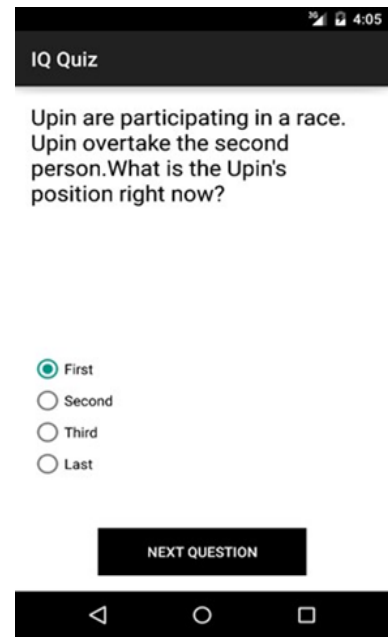 3G 4:05
IQ Quiz
Upin are participating in a race.
Upin overtake the second
person.What is the Upin's
position right now?
First
Second
Third
Last
NEXT QUESTION